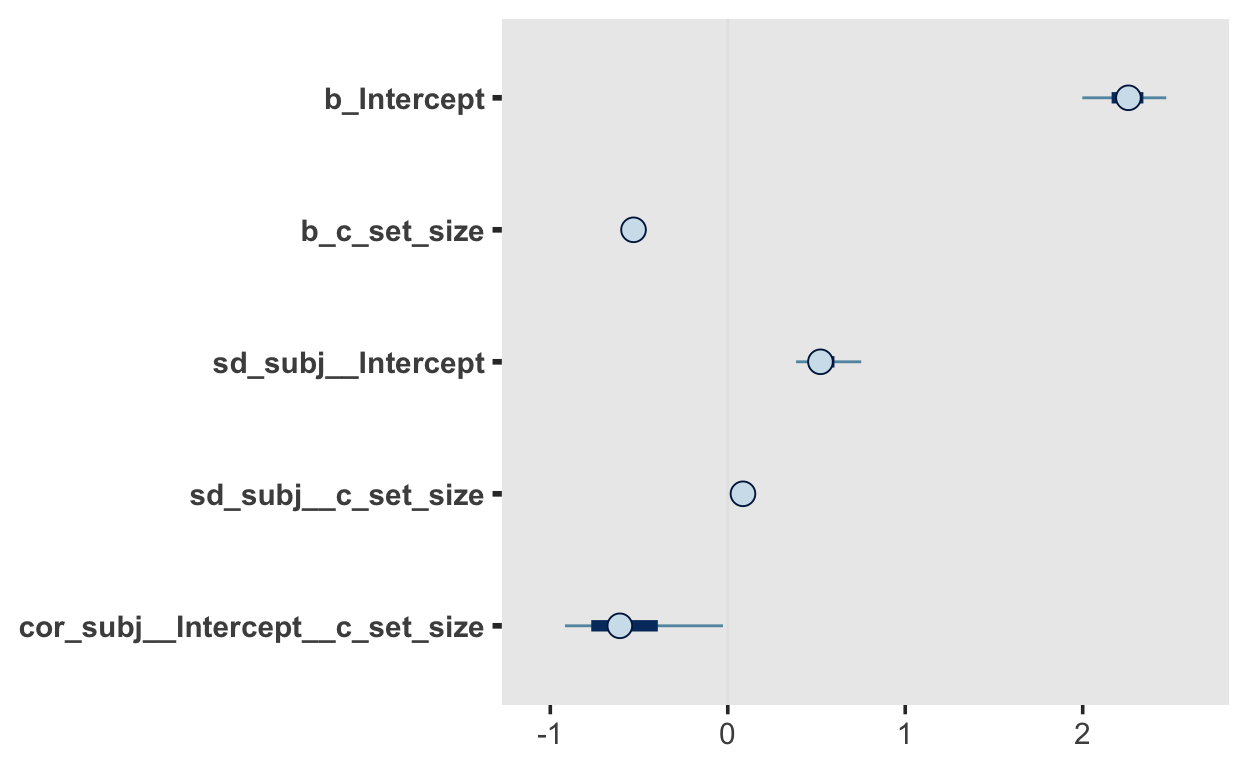 b_Intercept
b_c_set_size
sd_subj__Intercept
sd_subj__c_set_size
cor_subj__Intercept__c_set_size
-1 0 1 2